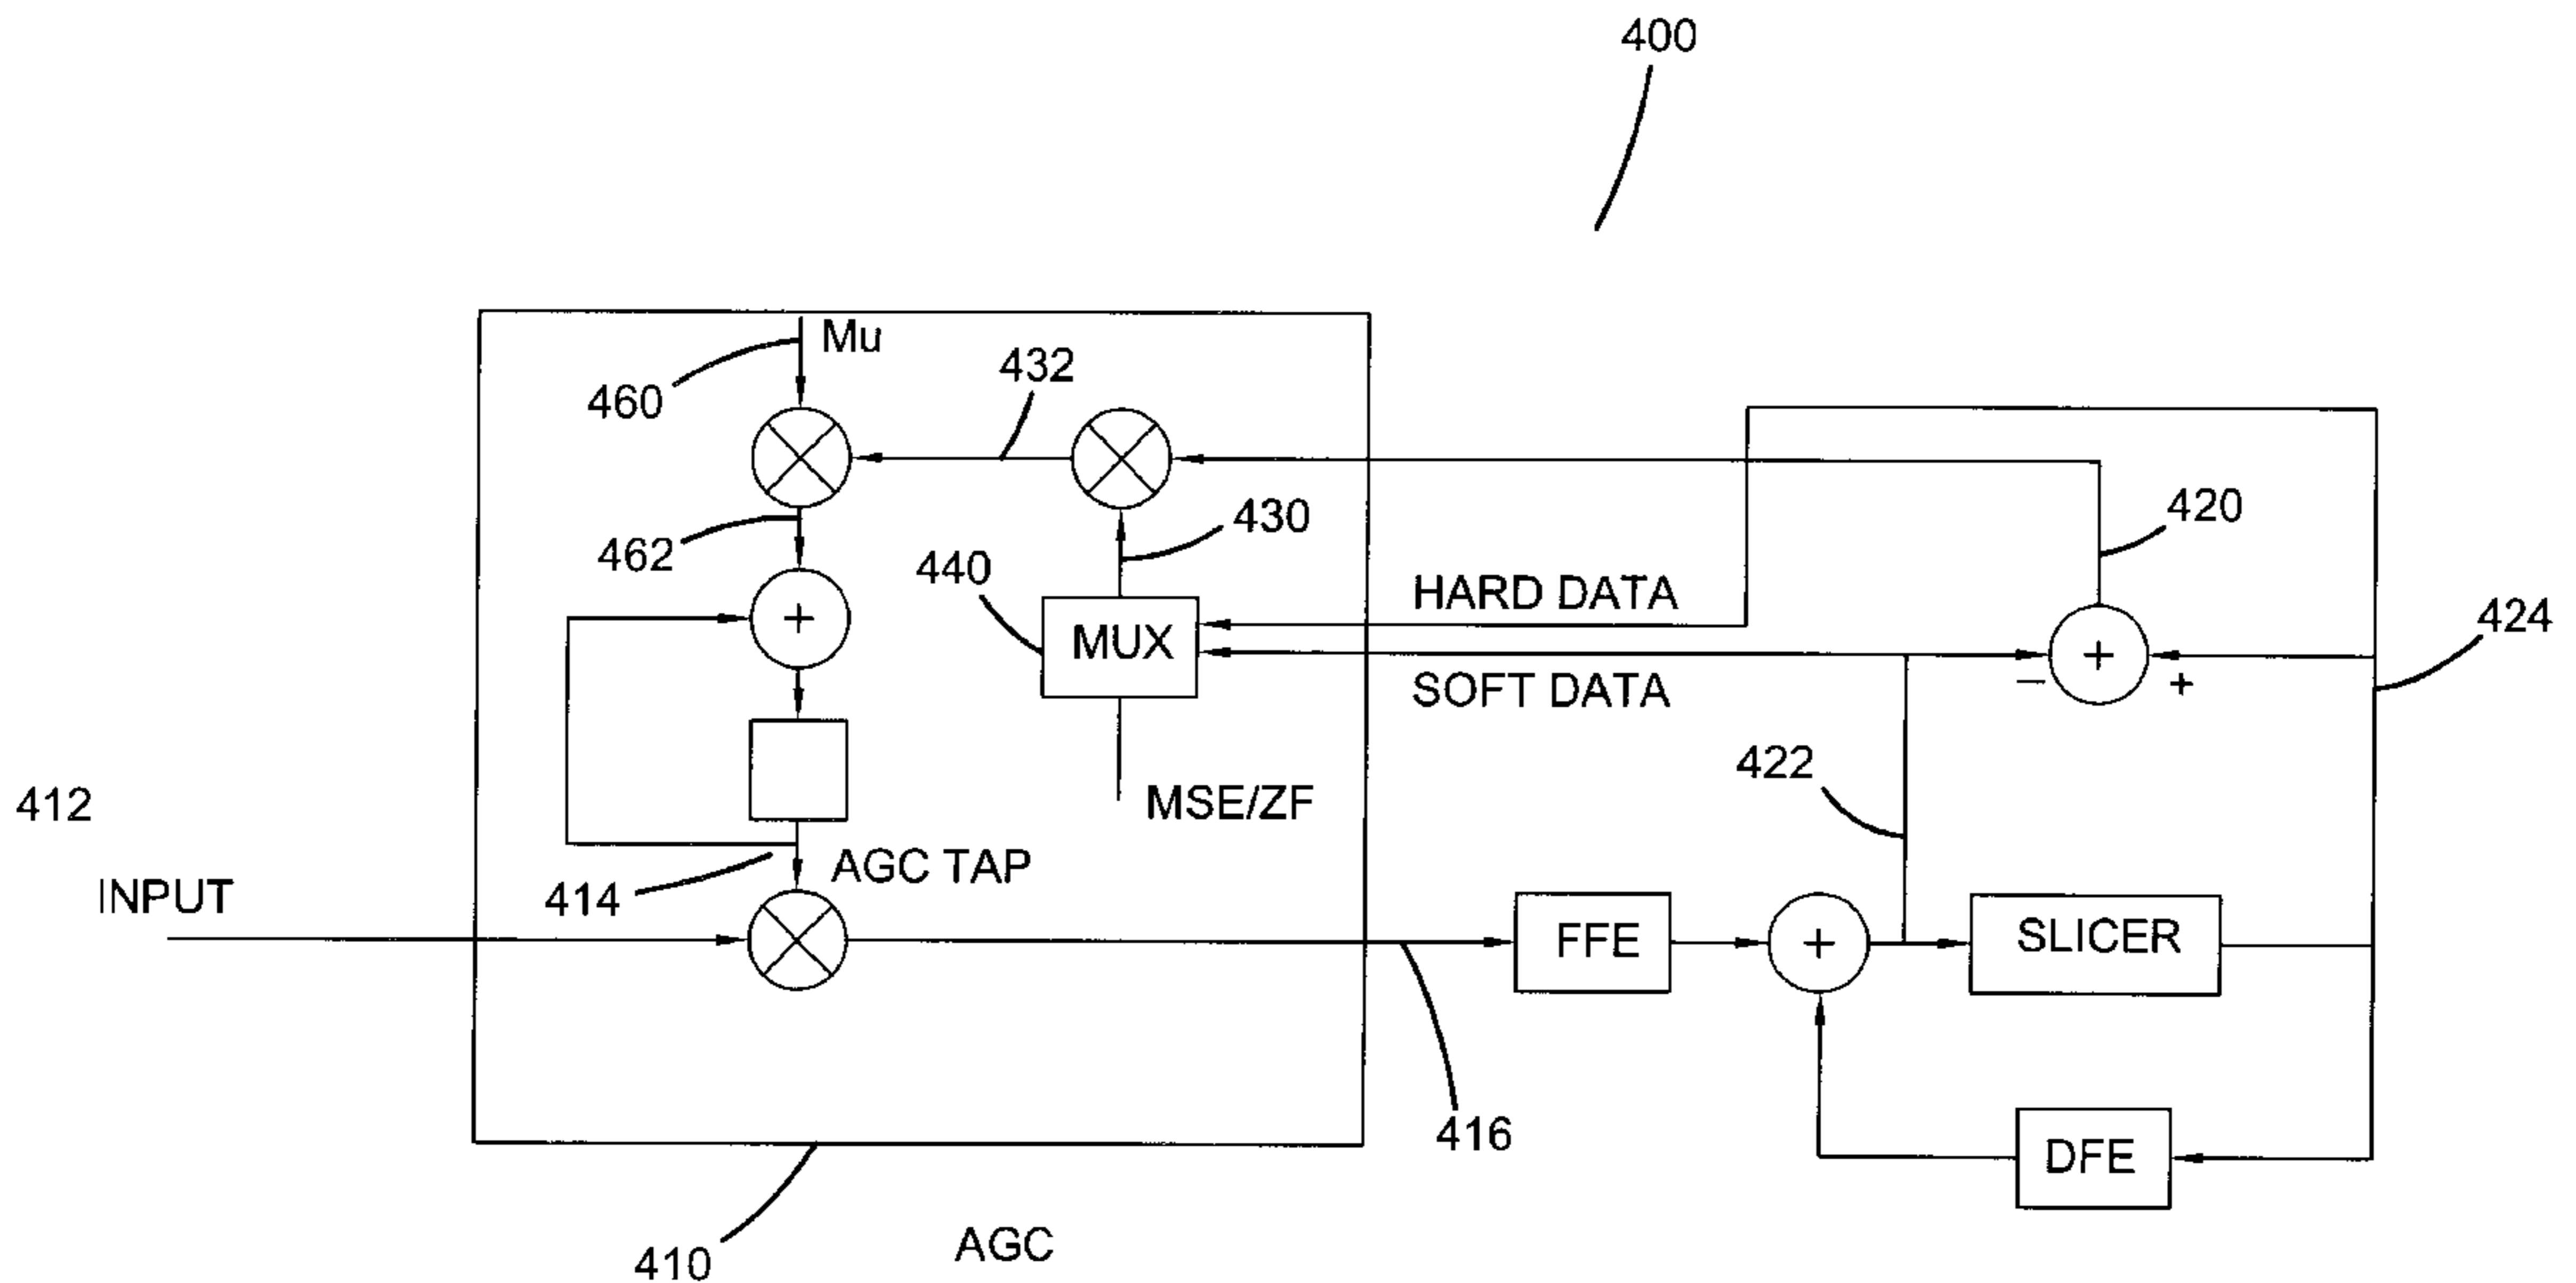 400
Mu
432
460
420
430
462
440
HARD DATA
424
MUX
+
+
− +
SOFT DATA
422
412
MSE/ZF
AGC TAP
INPUT
414
FFE
+
SLICER
416
DFE
AGC
410